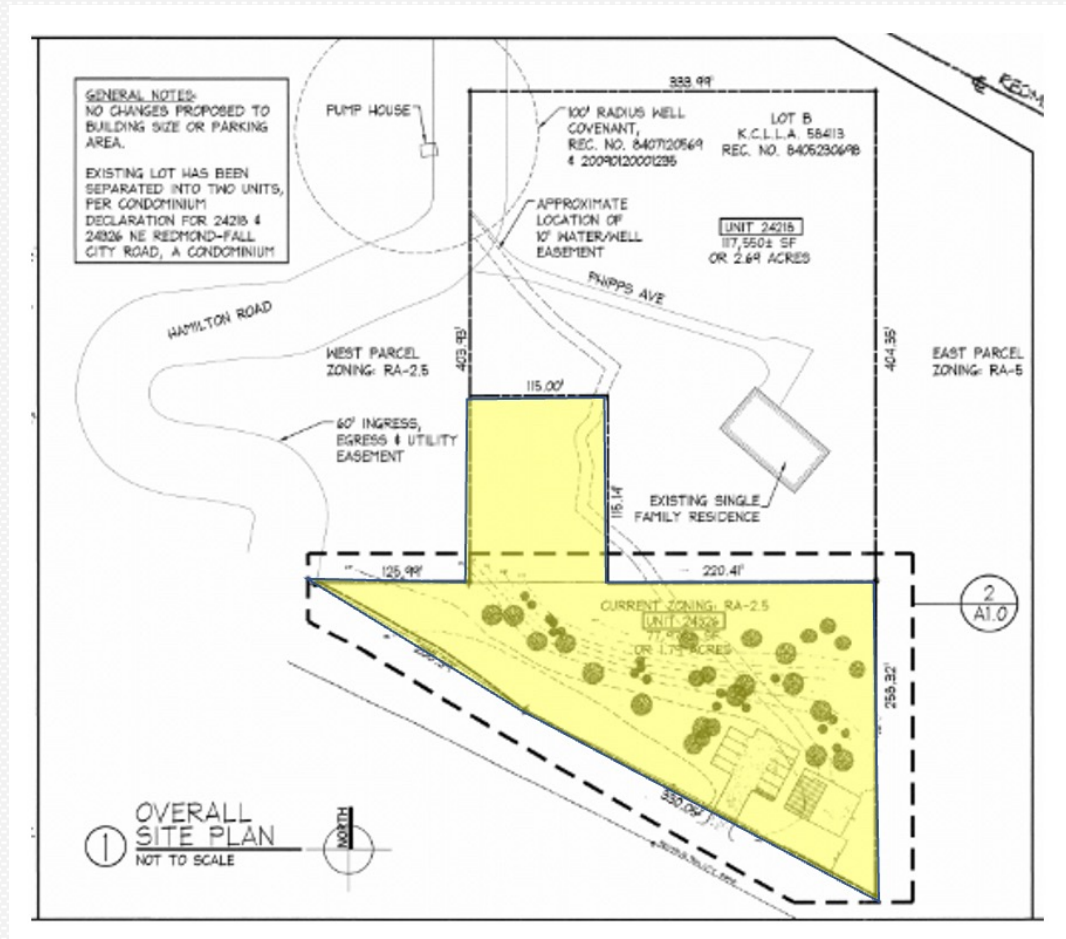 GENERAL NOTES:
NO CHANGES PROPOSED TO
BUILDING SIZE OR PARKING
AREA.
EXISTING LOT HAS BEEN
SEPARATED INTO TWO UNITS,
PER CONDOMINIUM
DECLARATION FOR 24218 &
24326 NE REDMOND-FALL
CITY ROAD, A CONDOMINIUM
PUMP HOUSE
333.99'
100' RADIUS WELL
COVENANT,
REC. NO. 8407120569
& 20090120001235
LOT B
K.C.L.L.A. 584113
REC. NO. 8405230698
APPROXIMATE
LOCATION OF
10' WATER/WELL
EASEMENT
UNIT 24218
117,550± SF
OR 2.69 ACRES
PHIPPS AVE
HAMILTON ROAD
WEST PARCEL
ZONING: RA-2.5
403.93'
404.35'
EAST PARCEL
ZONING: RA-5
115.00'
60' INGRESS,
EGRESS & UTILITY
EASEMENT
115.14'
EXISTING SINGLE
FAMILY RESIDENCE
125.99'
220.41'
CURRENT ZONING: RA-2.5
UNIT 24326
SF
OR 1.79 ACRES
2
A1.0
258.32'
330.06'
1
OVERALL
SITE PLAN
NOT TO SCALE
NORTH